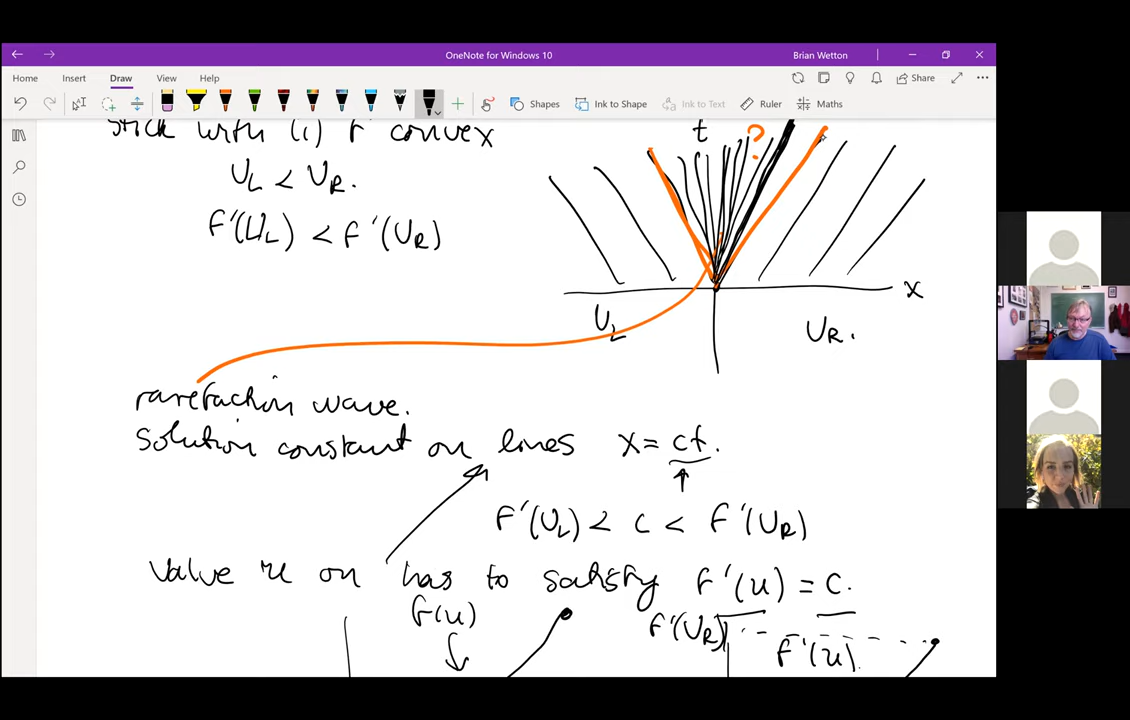 OneNote for Windows 10
Brian Wetton
Home Insert Draw View Help
Share
Shapes
Ink to Shape
Ink to Text
Ruler
Maths
stick with (1) F convex
U_L < U_R.
F'(U_L) < F'(U_R)
t
?
x
U_L
U_R.
rarefaction wave.
Solution constant on lines x = ct.
F'(U_L) < c < F'(U_R)
Value u on has to satisfy F'(u) = c.
F(u)
F'(U_R)
F'(u)